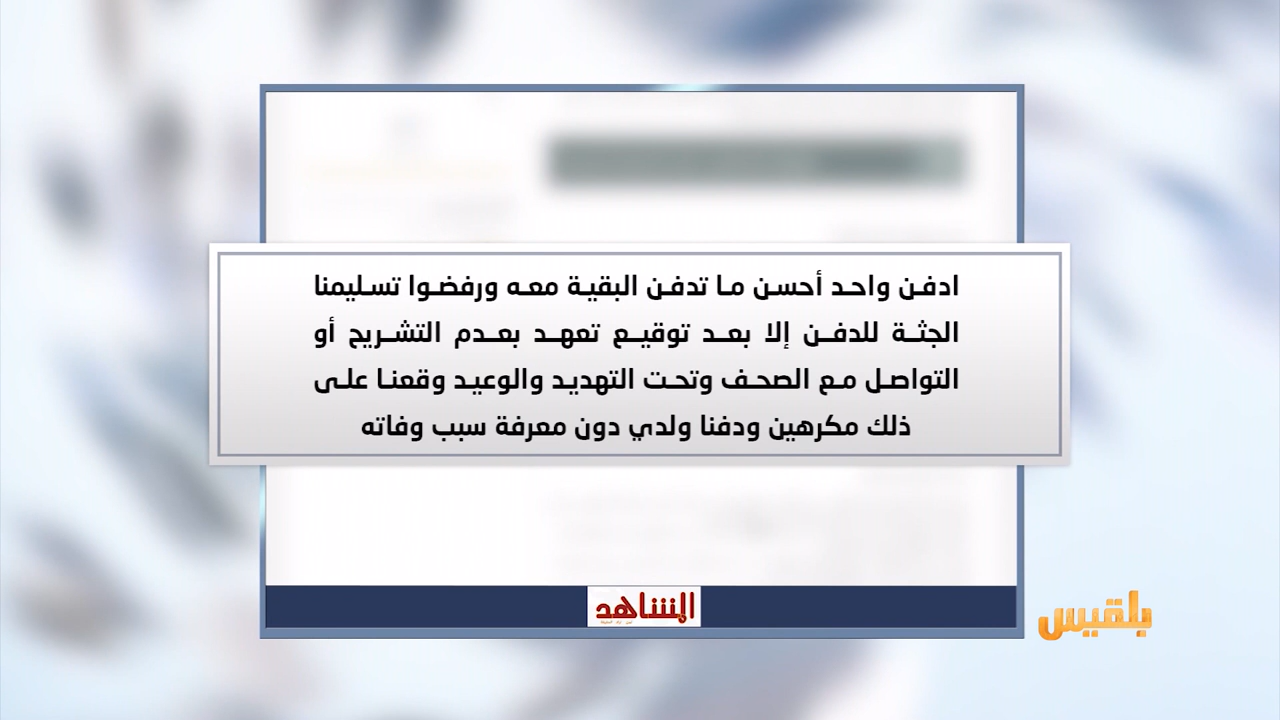 ادفن واحد أحسن ما تدفن البقية معه ورفضوا تسليمنا
الجثة للدفن إلا بعد توقيع تعهد بعدم التشريح أو
التواصل مع الصحف وتحت التهديد والوعيد وقعنا على
ذلك مكرهين ودفنا ولدي دون معرفة سبب وفاته
المشاهد
بلقيس